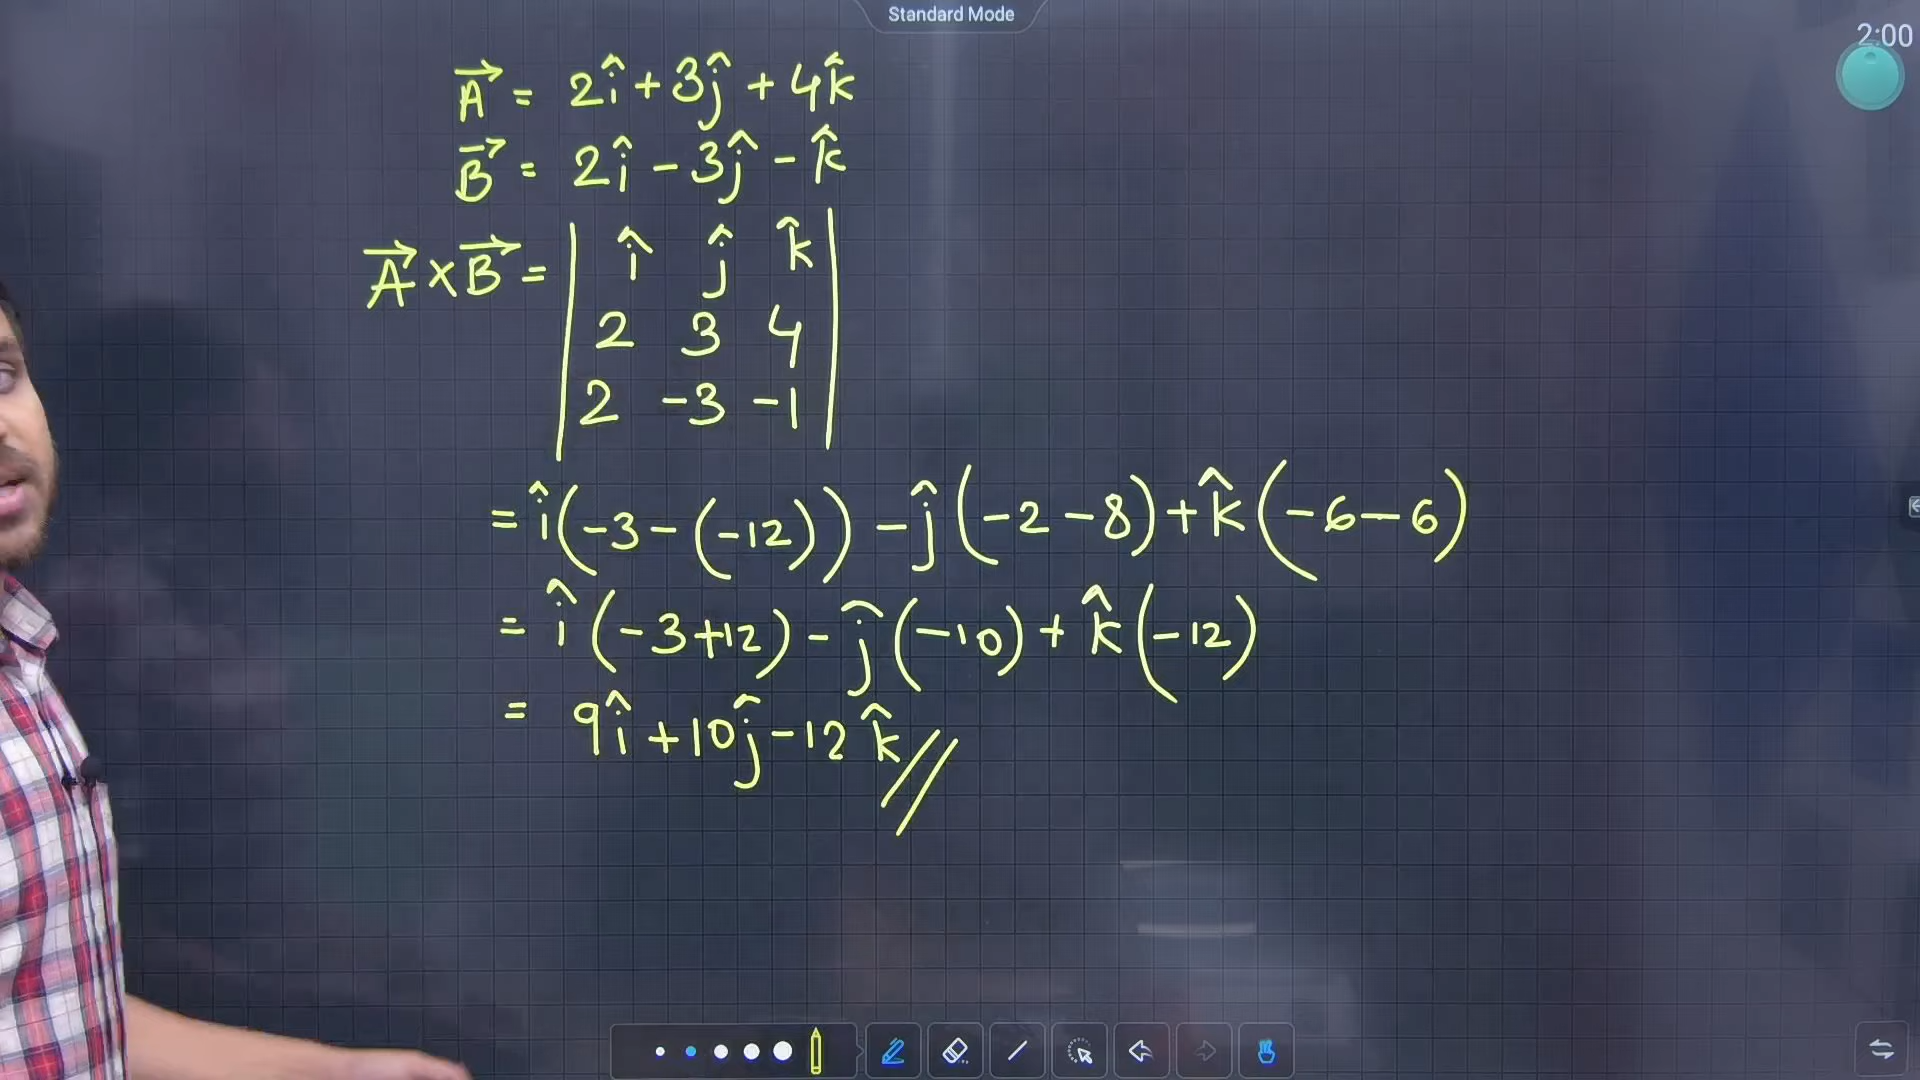 Standard Mode
2:00
A⃗ = 2î + 3ĵ + 4k̂
B⃗ = 2î - 3ĵ - k̂
A⃗ × B⃗ = | î ĵ k̂ |
2 3 4
2 -3 -1
= î(-3-(-12)) - ĵ(-2-8) + k̂(-6-6)
= î(-3+12) - ĵ(-10) + k̂(-12)
= 9î + 10ĵ - 12k̂ //